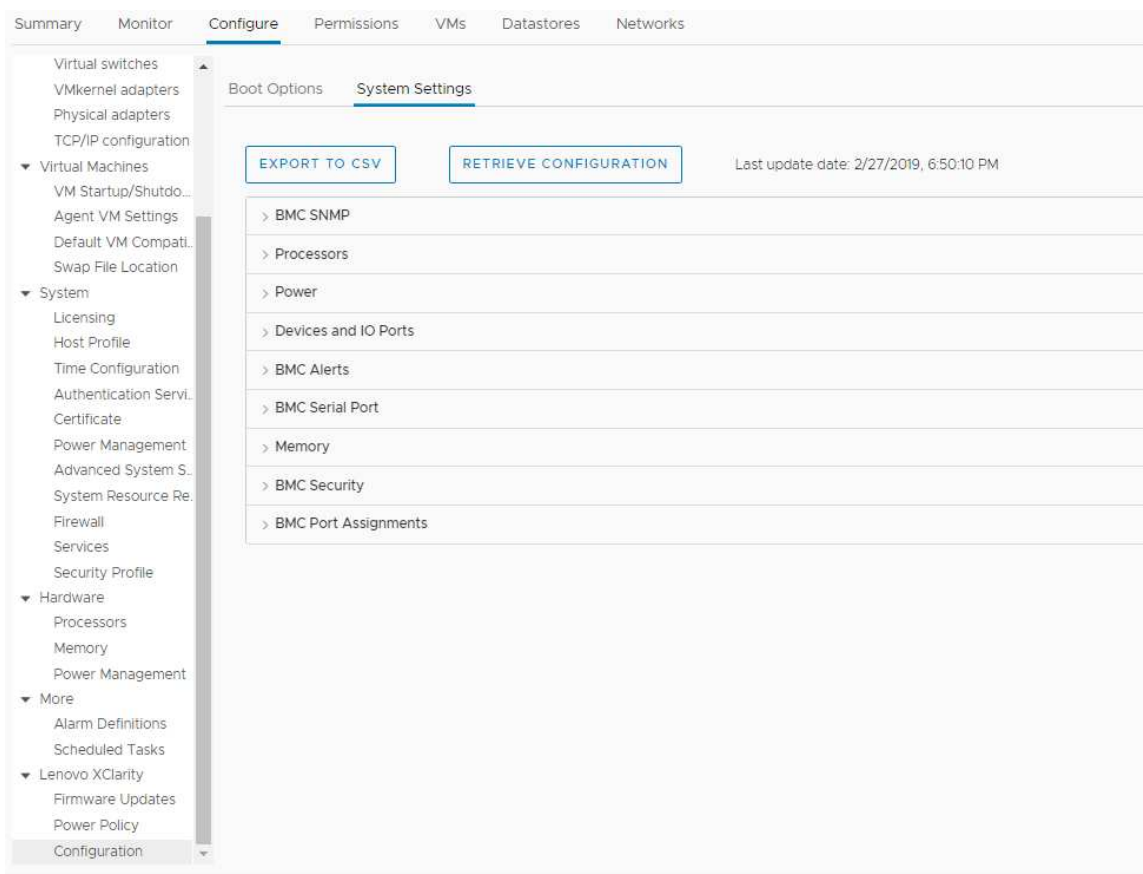 Summary Monitor Configure Permissions VMs Datastores Networks
Virtual switches
VMkernel adapters
Physical adapters
TCP/IP configuration
Virtual Machines
VM Startup/Shutdo...
Agent VM Settings
Default VM Compati..
Swap File Location
System
Licensing
Host Profile
Time Configuration
Authentication Servi..
Certificate
Power Management
Advanced System S..
System Resource Re.
Firewall
Services
Security Profile
Hardware
Processors
Memory
Power Management
More
Alarm Definitions
Scheduled Tasks
Lenovo XClarity
Firmware Updates
Power Policy
Configuration
Boot Options System Settings
EXPORT TO CSV RETRIEVE CONFIGURATION Last update date: 2/27/2019, 6:50:10 PM
BMC SNMP
Processors
Power
Devices and IO Ports
BMC Alerts
BMC Serial Port
Memory
BMC Security
BMC Port Assignments